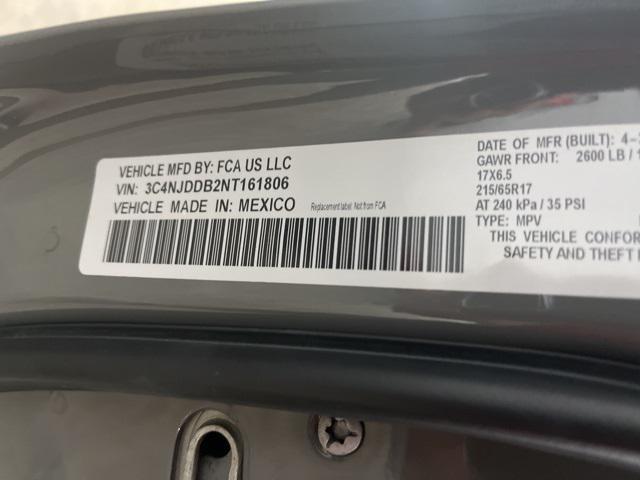 VEHICLE MFD BY: FCA US LLC
VIN: 3C4NJDDB2NT161806
VEHICLE MADE IN: MEXICO
Replacement label. Not from FCA
DATE OF MFR (BUILT): 4-
GAWR FRONT: 2600 LB /
17X6.5
215/65R17
AT 240 kPa / 35 PSI
TYPE: MPV
THIS VEHICLE CONFOR
SAFETY AND THEFT